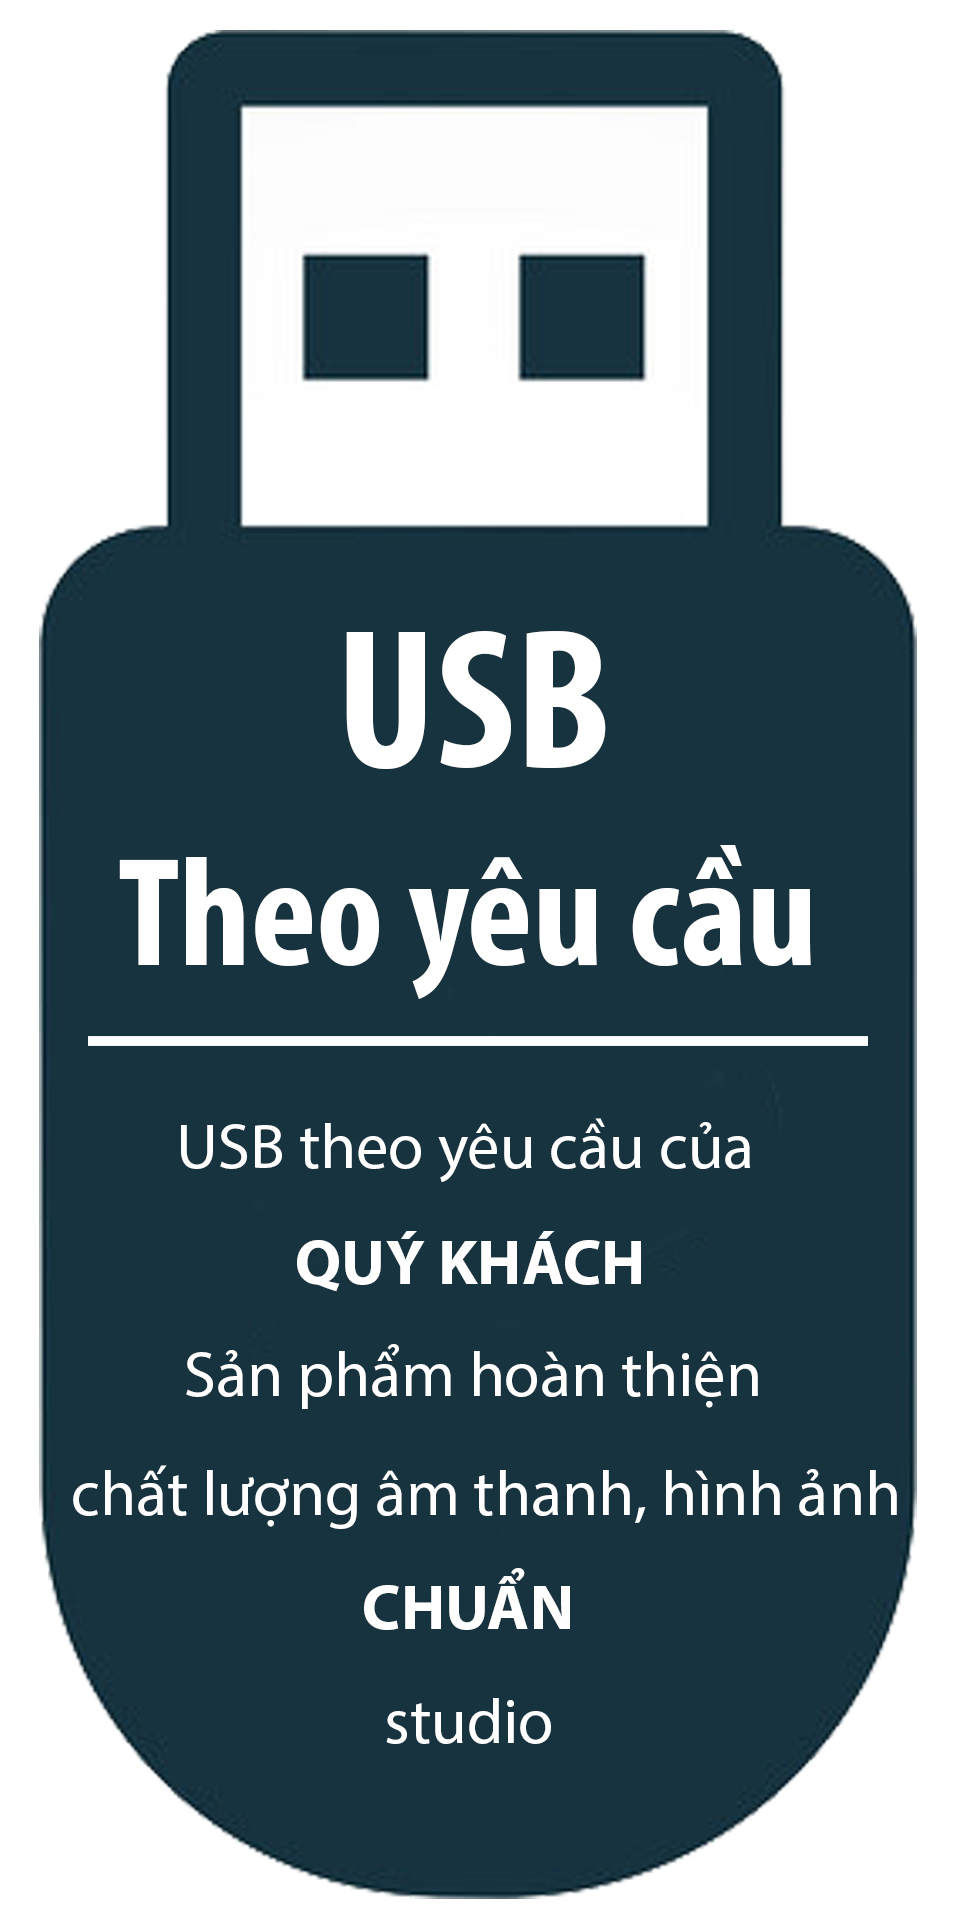 USB
Theo yêu cầu
USB theo yêu cầu của
QUÝ KHÁCH
Sản phẩm hoàn thiện
chất lượng âm thanh, hình ảnh
CHUẨN
studio